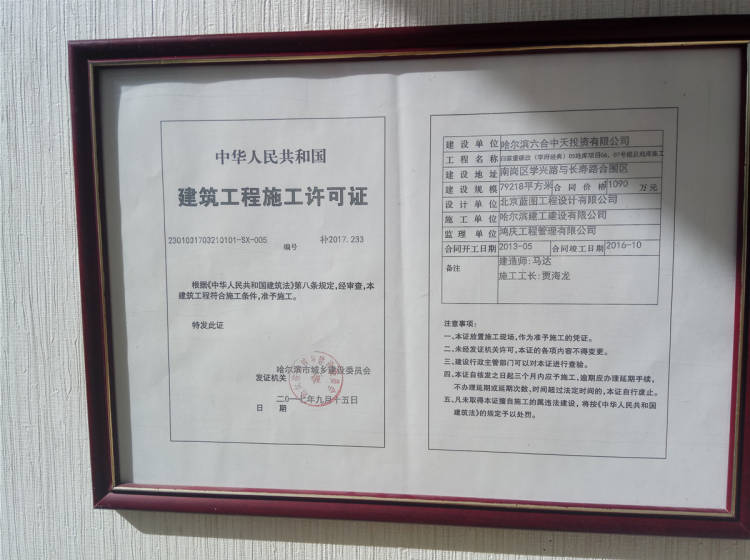 中华人民共和国
建筑工程施工许可证
2301031703210101-SX-005
编号 补2017.233
根据《中华人民共和国建筑法》第八条规定,经审查,本
建筑工程符合施工条件,准予施工。
特发此证
哈尔滨市城乡建设委员会
发证机关
二〇一七年九月十五日
日 期
建设单位 哈尔滨六合中天投资有限公司
工程名称
建设地址 南岗区学兴路与长寿路合围区
建设规模 79218平方米 合同价格 11090 万元
设计单位 北京蓝图工程设计有限公司
施工单位 哈尔滨建工建设有限公司
监理单位 鸿庆工程管理有限公司
合同开工日期 2013-05 合同竣工日期 2016-10
备注 建造师:马达
施工工长:贾海龙
注意事项:
一、本证放置施工现场,作为准予施工的凭证。
二、未经发证机关许可,本证的各项内容不得变更。
三、建设行政主管部门可以对本证进行查验。
四、本证自核发之日起三个月内应予施工,逾期应办理延期手续,
不办理延期或延期次数、时间超过法定时间的,本证自行废止。
五、凡未取得本证擅自施工的属违法建设,将按《中华人民共和国
建筑法》的规定予以处罚。